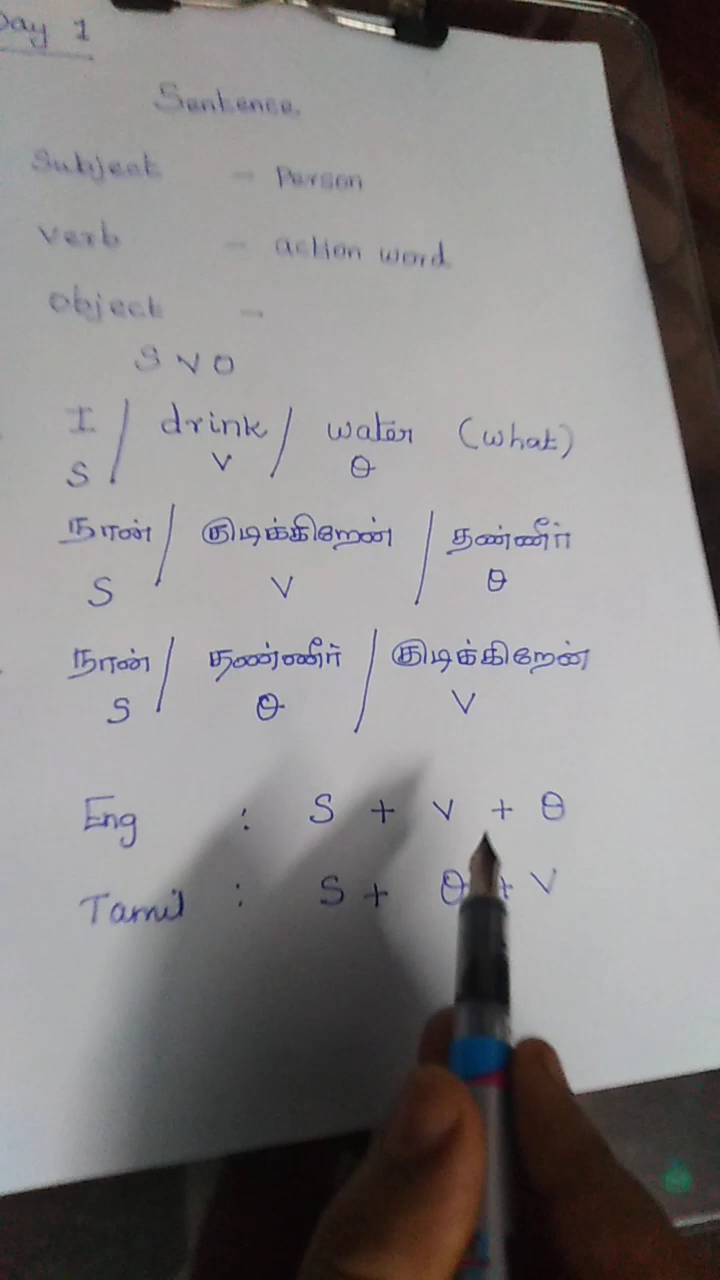 Day 1
Sentence
Subject - Person
Verb - action word
Object -
S V O
I / drink / water (what)
S V O
நான் / குடிக்கிறேன் / தண்ணீர்
S V O
நான் / தண்ணீர் / குடிக்கிறேன்
S O V
Eng : S + V + O
Tamil : S + O + V